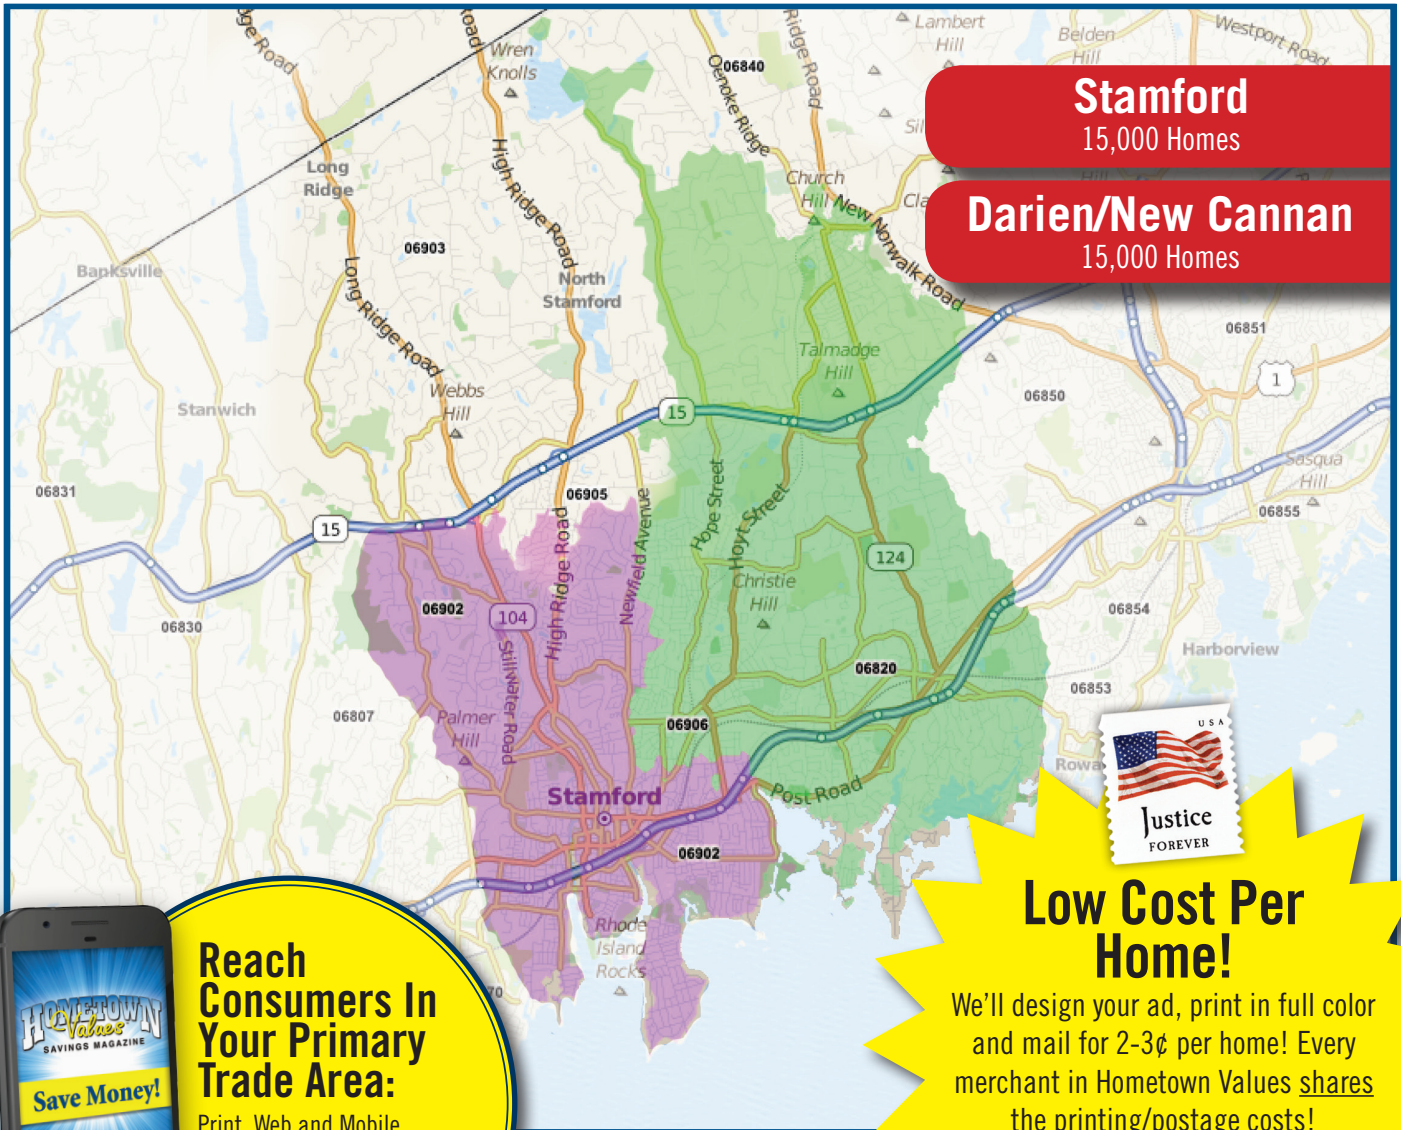 Ridge Road
Wren
Knolls
06840
Oenoke Ridge
Ridge Road
Lambert
Hill
Belden
Hill
Westport Road
Stamford
15,000 Homes
Darien/New Cannan
15,000 Homes
Long
Ridge
High Ridge Road
Church
Hill
New Norwalk Road
06903
Banksville
North
Stamford
Long Ridge Road
06851
1
Talmadge
Hill
Webbs
Hill
Stanwich
15
06850
Sasqua
Hill
06855
06831
06905
15
Hope Street
Hoyt Street
Newfield Avenue
High Ridge Road
124
Christie
Hill
06902
104
06830
06854
Harborview
Stillwater Road
06820
06853
06807
Palmer
Hill
06906
USA
Justice
FOREVER
Post Road
Stamford
06902
Rhode
Island
Rocks
HOMETOWN
Values
SAVINGS MAGAZINE
Save Money!
Reach
Consumers In
Your Primary
Trade Area:
Print, Web and Mobile
Low Cost Per
Home!
We'll design your ad, print in full color
and mail for 2-3¢ per home! Every
merchant in Hometown Values shares
the printing/postage costs!